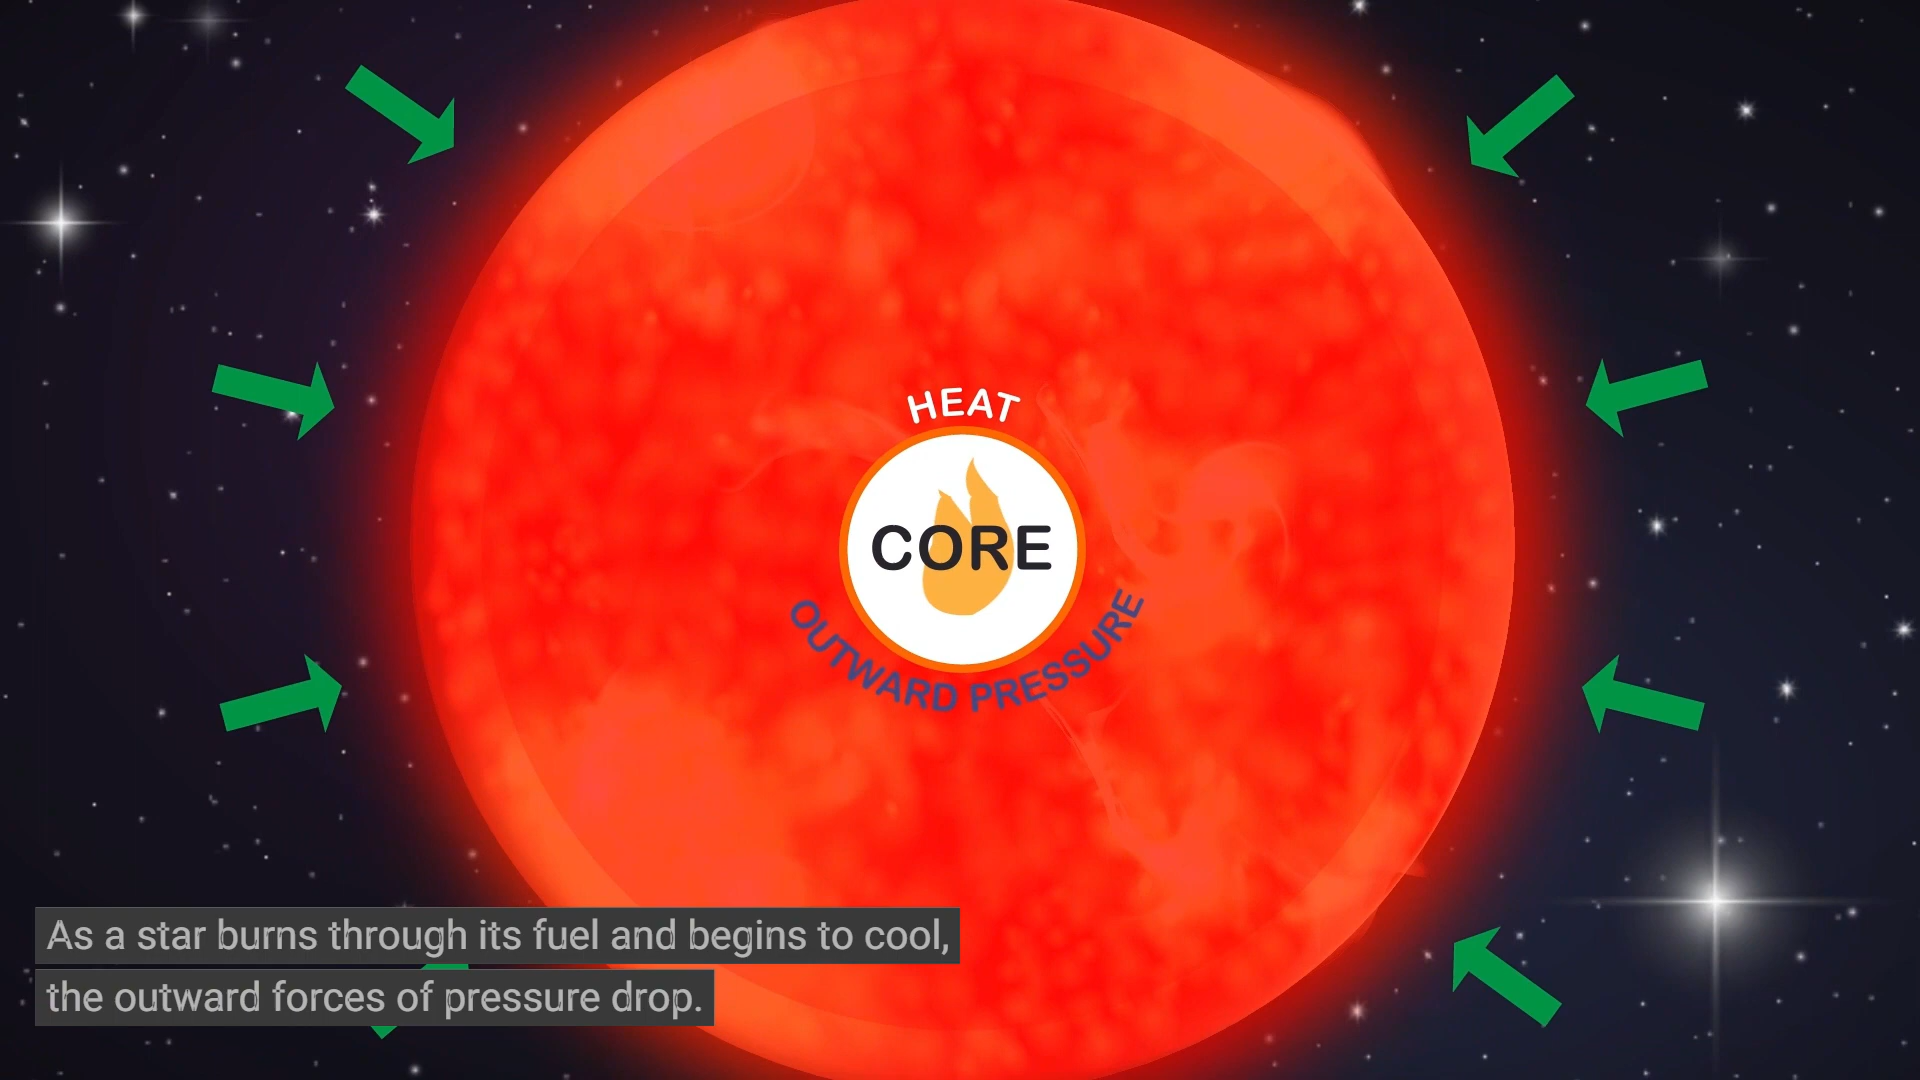 HEAT
CORE
OUTWARD PRESSURE
As a star burns through its fuel and begins to cool,
the outward forces of pressure drop.